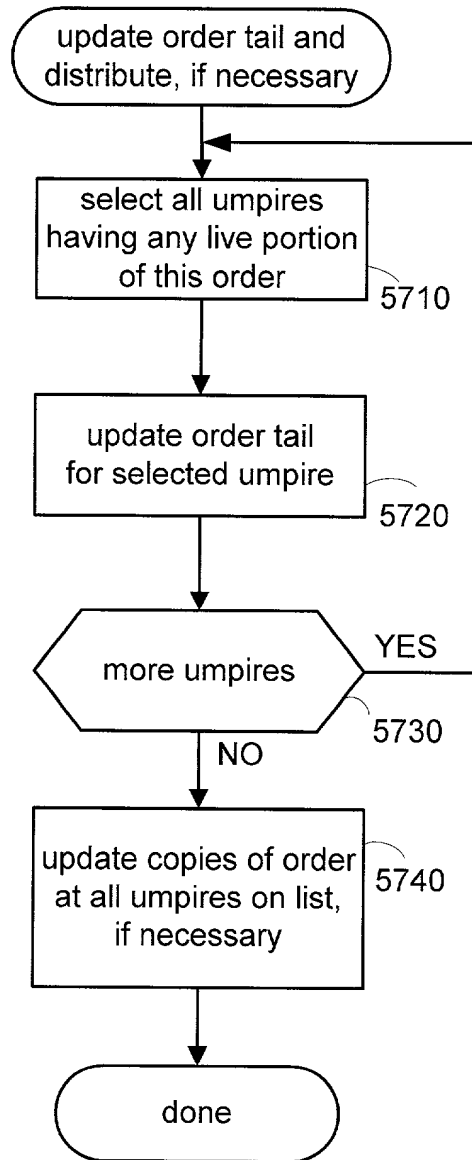 update order tail and
distribute, if necessary
select all umpires
having any live portion
of this order
5710
update order tail
for selected umpire
5720
more umpires
YES
5730
NO
update copies of order
at all umpires on list,
if necessary
5740
done